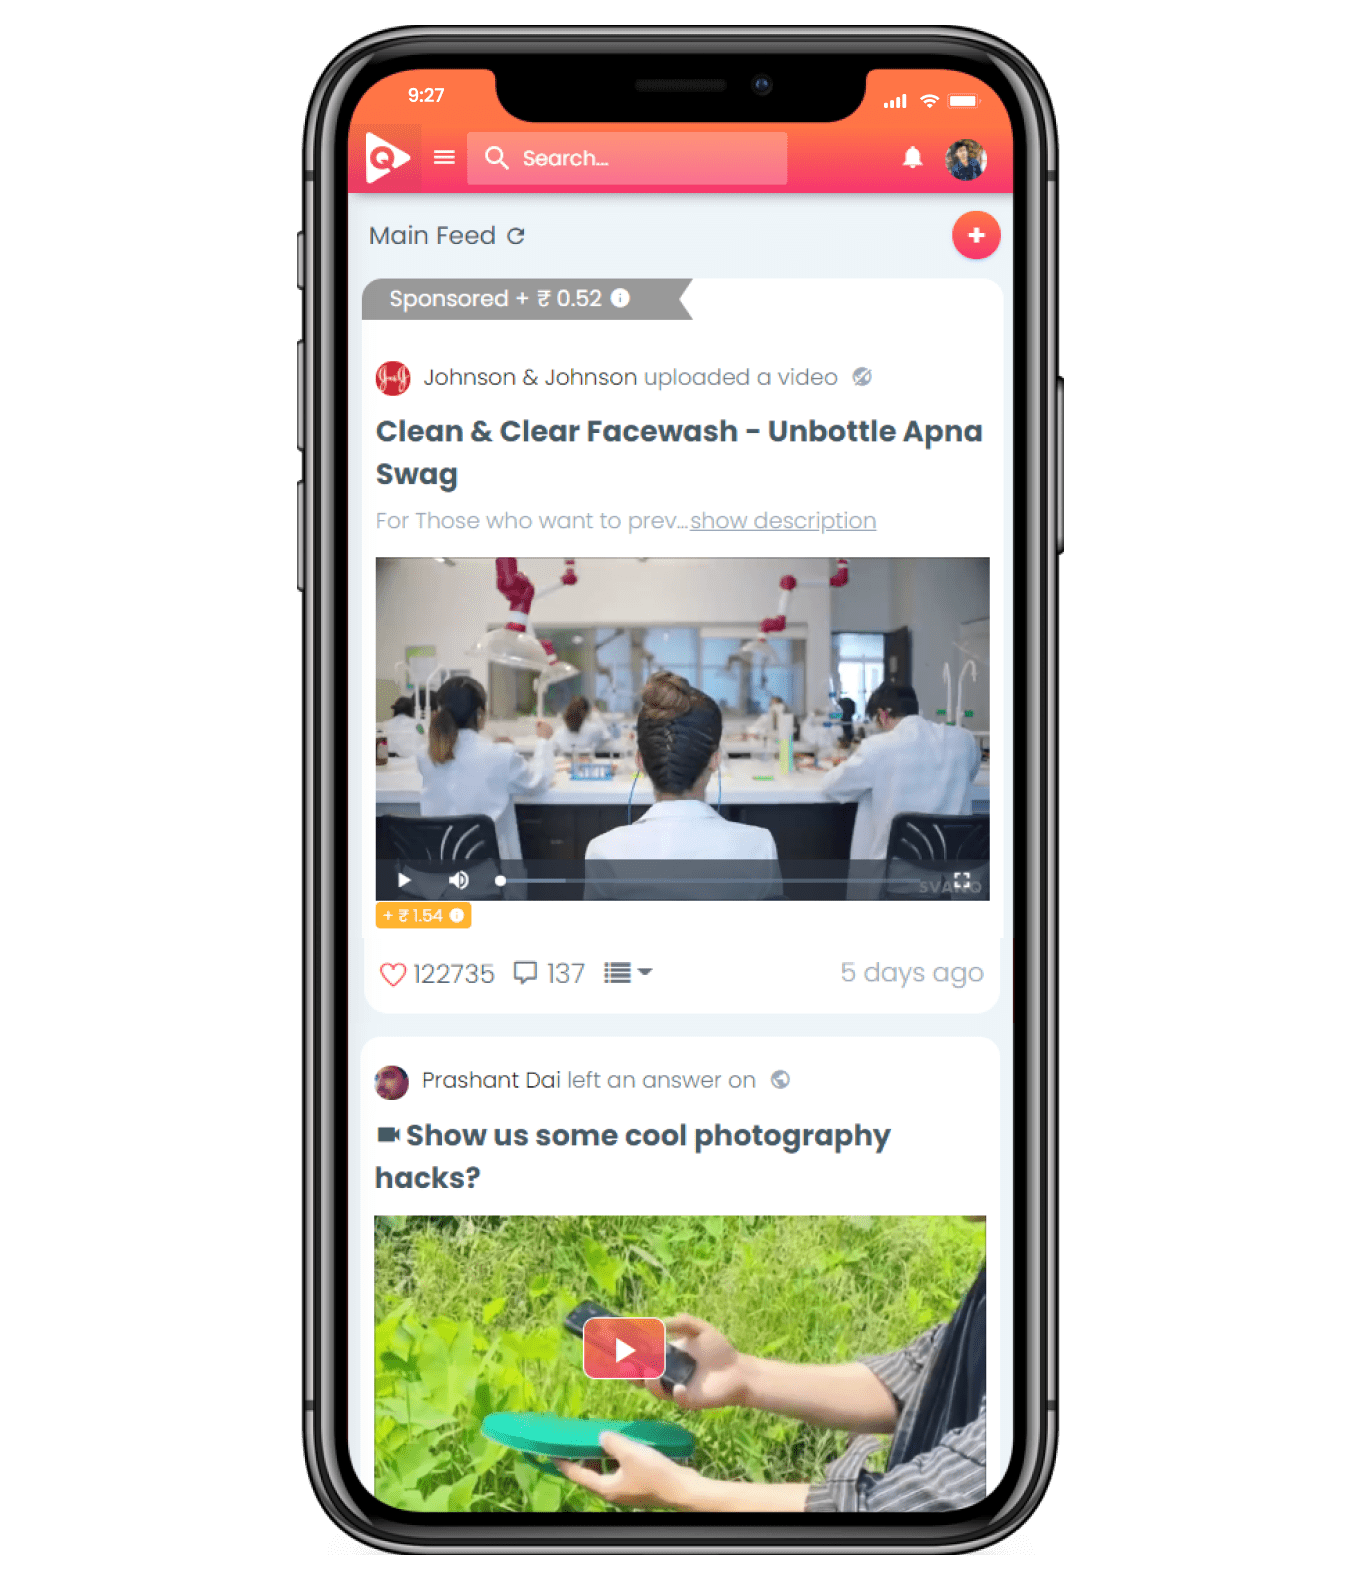 9:27
Q
Search...
Main Feed
Sponsored + ₹ 0.52
Johnson & Johnson uploaded a video
Clean & Clear Facewash - Unbottle Apna
Swag
For Those who want to prev...show description
+ ₹ 1.54
122735 137 5 days ago
Prashant Dai left an answer on
Show us some cool photography
hacks?